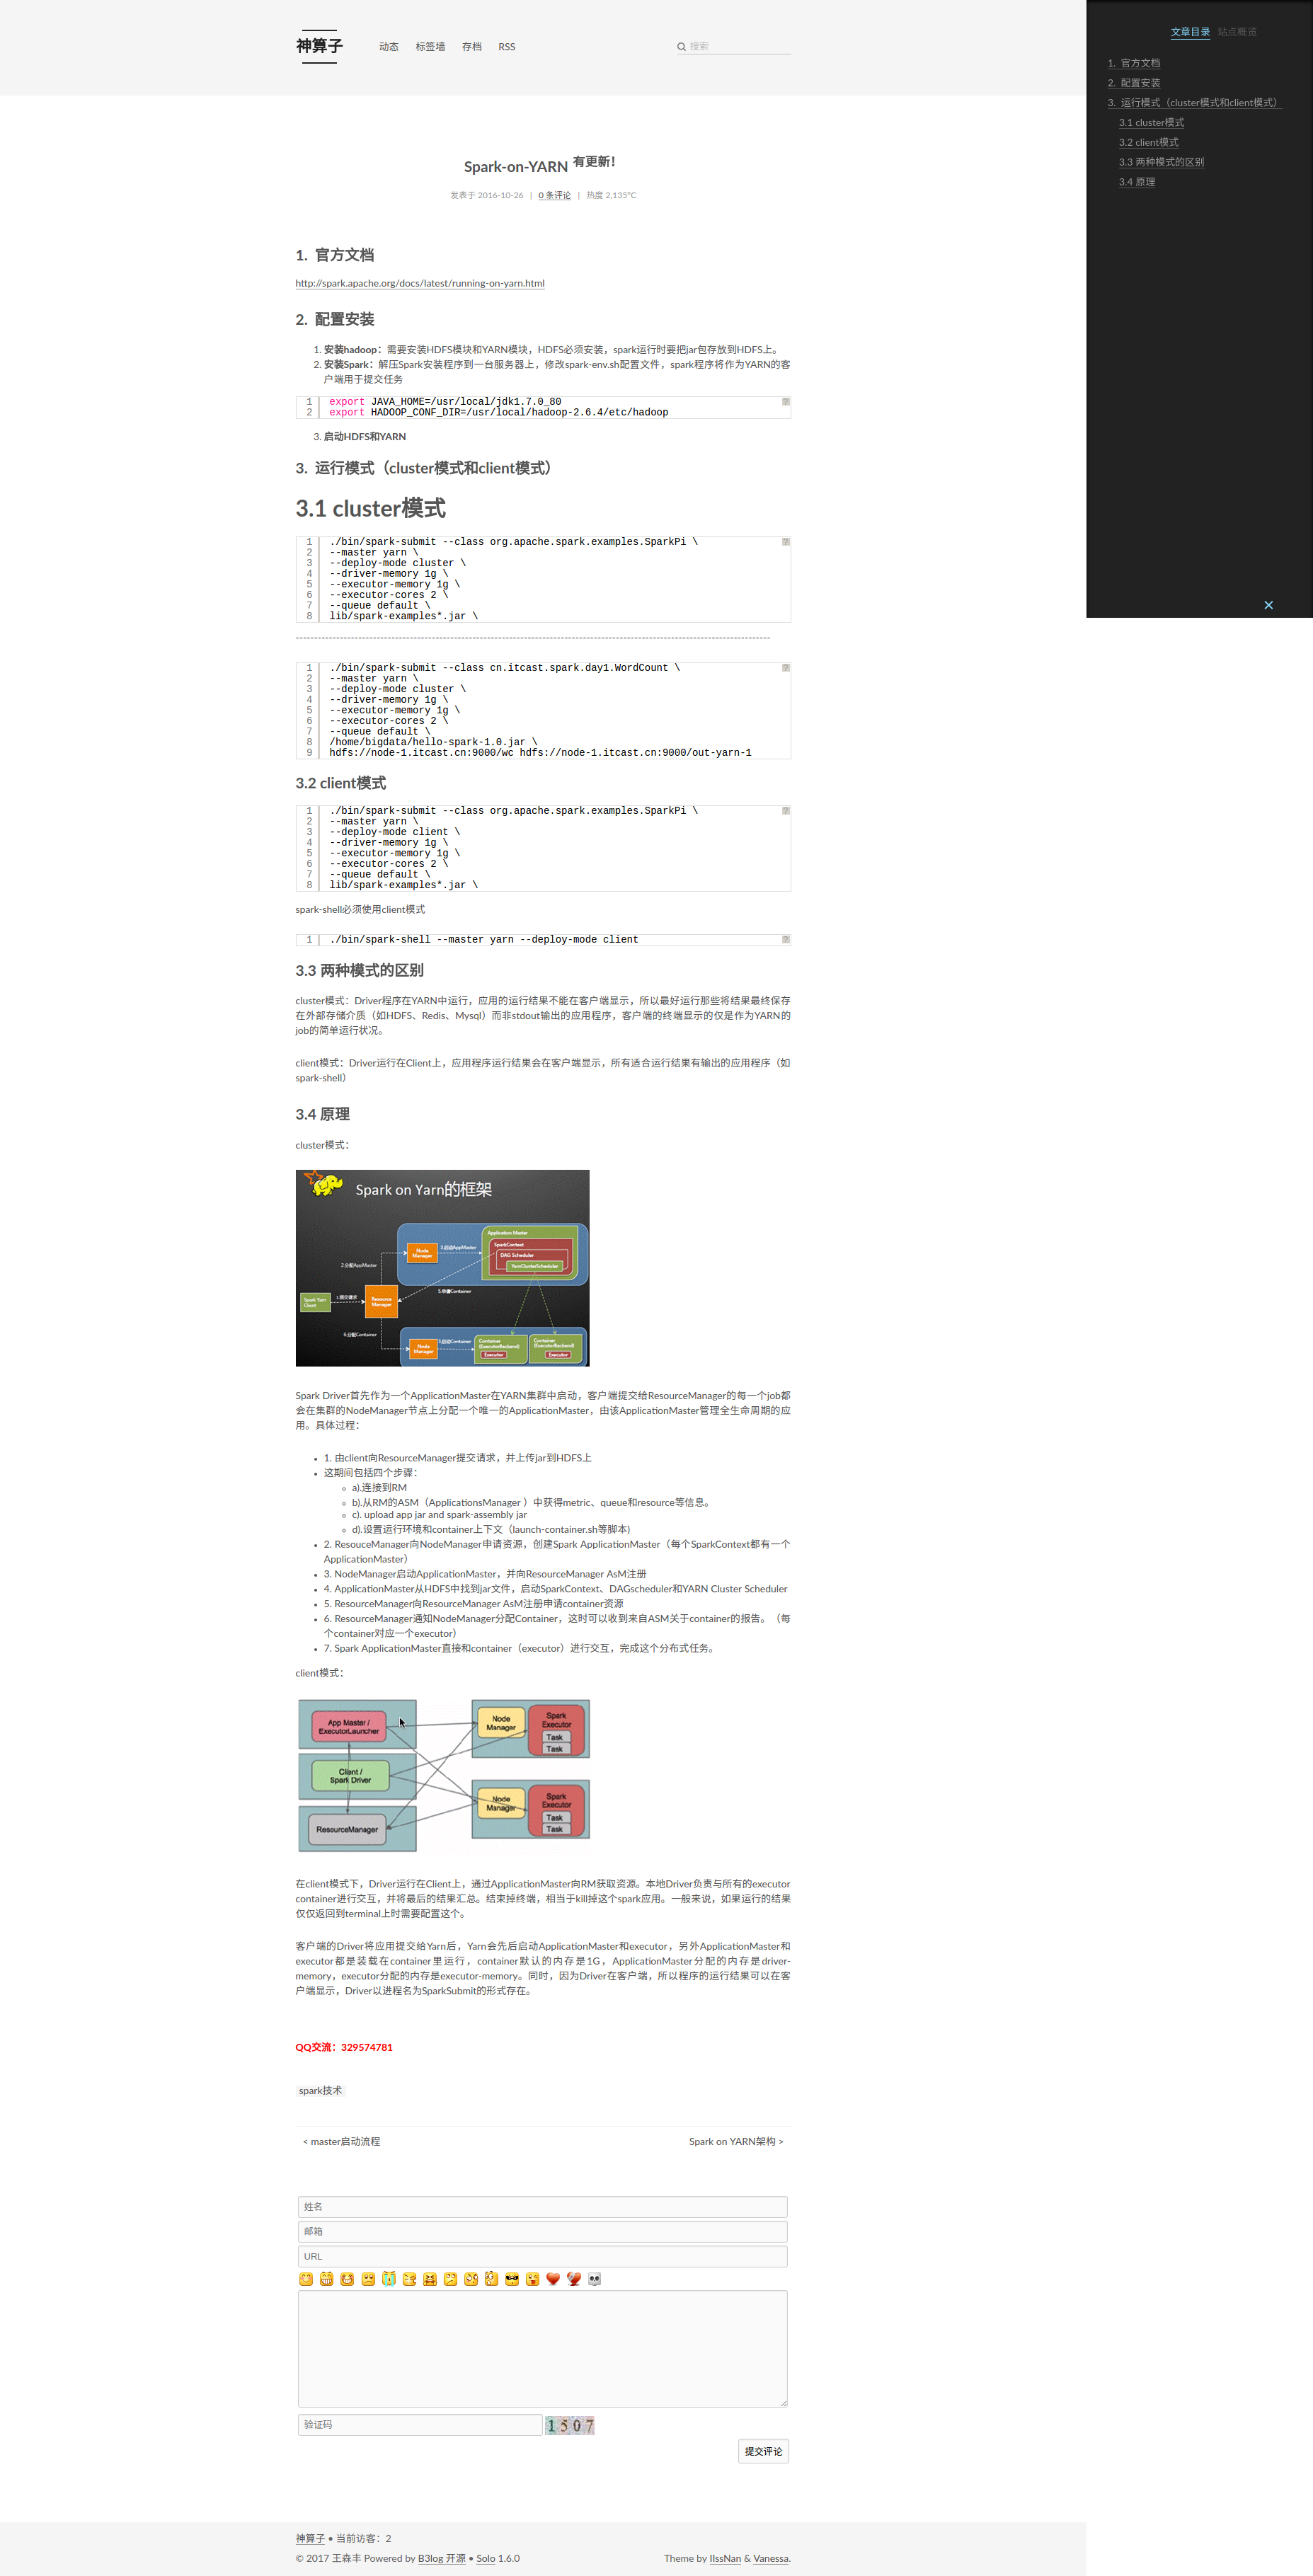 神算子
动态 标签墙 存档 RSS
搜索
文章目录 站点概览
1. 官方文档
2. 配置安装
3. 运行模式（cluster模式和client模式）
3.1 cluster模式
3.2 client模式
3.3 两种模式的区别
3.4 原理
Spark-on-YARN 有更新！
发表于 2016-10-26 | 0 条评论 | 热度 2,135°C
1. 官方文档
http://spark.apache.org/docs/latest/running-on-yarn.html
2. 配置安装
1. 安装hadoop：需要安装HDFS模块和YARN模块，HDFS必须安装，spark运行时要把jar包存放到HDFS上。
2. 安装Spark：解压Spark安装程序到一台服务器上，修改spark-env.sh配置文件，spark程序将作为YARN的客
户端用于提交任务
1 export JAVA_HOME=/usr/local/jdk1.7.0_80
2 export HADOOP_CONF_DIR=/usr/local/hadoop-2.6.4/etc/hadoop
?
3. 启动HDFS和YARN
3. 运行模式（cluster模式和client模式）
3.1 cluster模式
1 ./bin/spark-submit --class org.apache.spark.examples.SparkPi \
2 --master yarn \
3 --deploy-mode cluster \
4 --driver-memory 1g \
5 --executor-memory 1g \
6 --executor-cores 2 \
7 --queue default \
8 lib/spark-examples*.jar \
?
---------------------------------------------------------------------------------------------------------------------------------
1 ./bin/spark-submit --class cn.itcast.spark.day1.WordCount \
2 --master yarn \
3 --deploy-mode cluster \
4 --driver-memory 1g \
5 --executor-memory 1g \
6 --executor-cores 2 \
7 --queue default \
8 /home/bigdata/hello-spark-1.0.jar \
9 hdfs://node-1.itcast.cn:9000/wc hdfs://node-1.itcast.cn:9000/out-yarn-1
?
3.2 client模式
1 ./bin/spark-submit --class org.apache.spark.examples.SparkPi \
2 --master yarn \
3 --deploy-mode client \
4 --driver-memory 1g \
5 --executor-memory 1g \
6 --executor-cores 2 \
7 --queue default \
8 lib/spark-examples*.jar \
?
spark-shell必须使用client模式
1 ./bin/spark-shell --master yarn --deploy-mode client
?
3.3 两种模式的区别
cluster模式：Driver程序在YARN中运行，应用的运行结果不能在客户端显示，所以最好运行那些将结果最终保存
在外部存储介质（如HDFS、Redis、Mysql）而非stdout输出的应用程序，客户端的终端显示的仅是作为YARN的
job的简单运行状况。
client模式：Driver运行在Client上，应用程序运行结果会在客户端显示，所有适合运行结果有输出的应用程序（如
spark-shell）
3.4 原理
cluster模式：
Spark on Yarn的框架
Application Master
SparkContext
DAG Scheduler
YarnClusterScheduler
Node
Manager
3.启动AppMaster
2.分配AppMaster
5.申请Container
Spark Yarn
Client
1.提交请求
Resource
Manager
6.分配Container
Node
Manager
Container
(ExecutorBackend)
Executor
Container
(ExecutorBackend)
Executor
Spark Driver首先作为一个ApplicationMaster在YARN集群中启动，客户端提交给ResourceManager的每一个job都
会在集群的NodeManager节点上分配一个唯一的ApplicationMaster，由该ApplicationMaster管理全生命周期的应
用。具体过程：
1. 由client向ResourceManager提交请求，并上传jar到HDFS上
这期间包括四个步骤：
a).连接到RM
b).从RM的ASM（ApplicationsManager ）中获得metric、queue和resource等信息。
c). upload app jar and spark-assembly jar
d).设置运行环境和container上下文（launch-container.sh等脚本)
2. ResouceManager向NodeManager申请资源，创建Spark ApplicationMaster（每个SparkContext都有一个
ApplicationMaster）
3. NodeManager启动ApplicationMaster，并向ResourceManager AsM注册
4. ApplicationMaster从HDFS中找到jar文件，启动SparkContext、DAGscheduler和YARN Cluster Scheduler
5. ResourceManager向ResourceManager AsM注册申请container资源
6. ResourceManager通知NodeManager分配Container，这时可以收到来自ASM关于container的报告。（每
个container对应一个executor）
7. Spark ApplicationMaster直接和container（executor）进行交互，完成这个分布式任务。
client模式：
App Master /
ExecutorLauncher
Client /
Spark Driver
ResourceManager
Node
Manager
Spark
Executor
Task
Task
Node
Manager
Spark
Executor
Task
Task
在client模式下，Driver运行在Client上，通过ApplicationMaster向RM获取资源。本地Driver负责与所有的executor
container进行交互，并将最后的结果汇总。结束掉终端，相当于kill掉这个spark应用。一般来说，如果运行的结果
仅仅返回到terminal上时需要配置这个。
客户端的Driver将应用提交给Yarn后，Yarn会先后启动ApplicationMaster和executor，另外ApplicationMaster和
executor都是装载在container里运行，container默认的内存是1G，ApplicationMaster分配的内存是driver-
memory，executor分配的内存是executor-memory。同时，因为Driver在客户端，所以程序的运行结果可以在客
户端显示，Driver以进程名为SparkSubmit的形式存在。
QQ交流：329574781
spark技术
< master启动流程
Spark on YARN架构 >
姓名
邮箱
URL
验证码
1507
提交评论
神算子 • 当前访客：2
© 2017 王森丰 Powered by B3log 开源 • Solo 1.6.0
Theme by IIssNan & Vanessa.